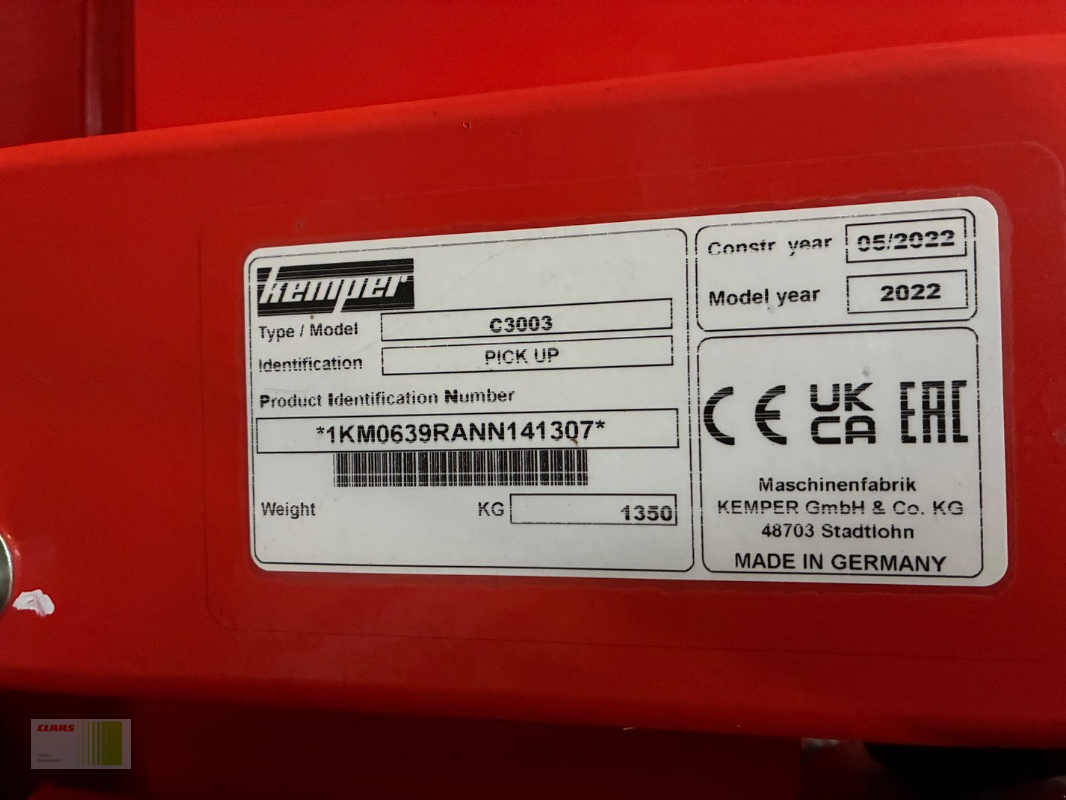 kemper
Type / Model C3003
Identification PICK UP
Product Identification Number
*1KM0639RANN141307*
Weight KG 1350
Constr. year 05/2022
Model year 2022
CE UK CA EAC
Maschinenfabrik
KEMPER GmbH & Co. KG
48703 Stadtlohn
MADE IN GERMANY
CLAAS